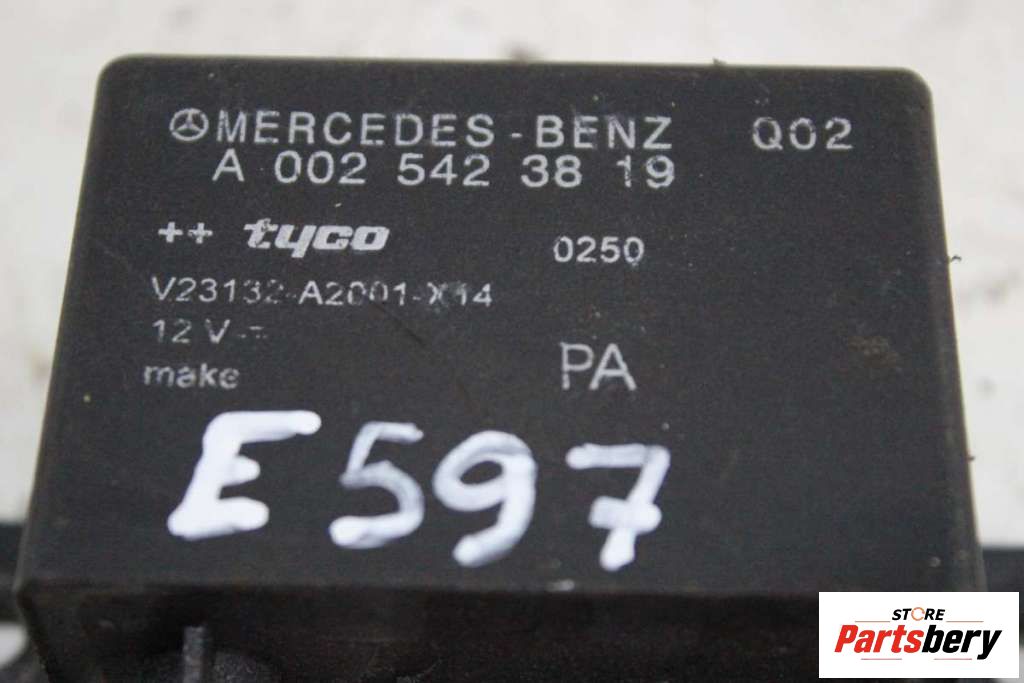 MERCEDES-BENZ Q02
A 002 542 38 19
++ tyco 0250
V23132-A2001-X14
12 V
make PA
E597
STORE
Partsbery